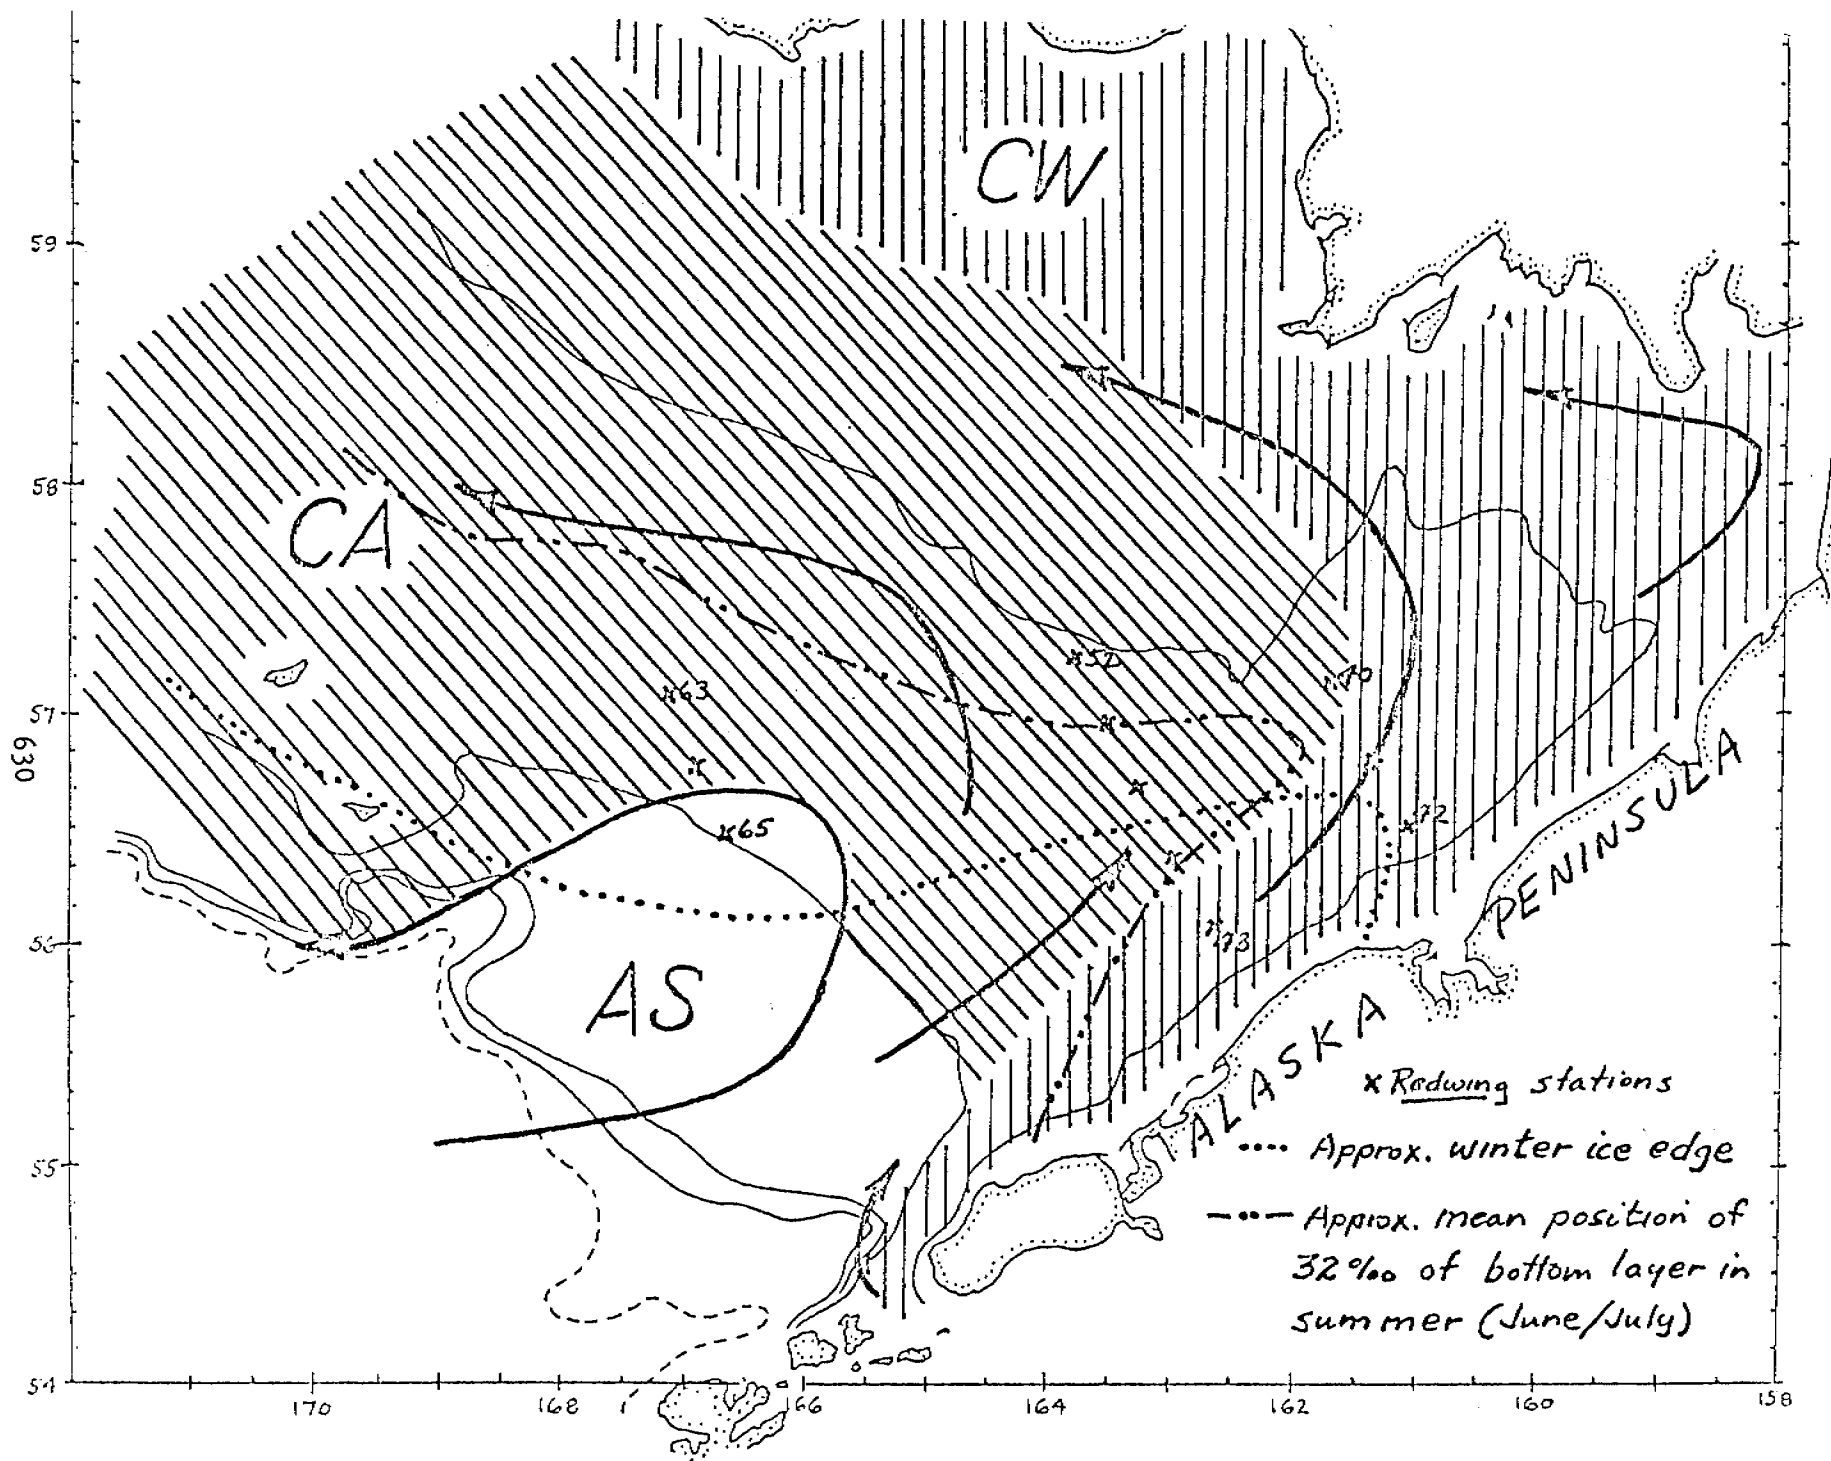 CW
59
58
CA
x52
x63
x70
57
630
x65
x72
56
x73
AS
ALASKA PENINSULA
x Redwing stations
55
.... Approx. winter ice edge
—··— Approx. mean position of
32‰ of bottom layer in
summer (June/July)
54
170 168 166 164 162 160 158